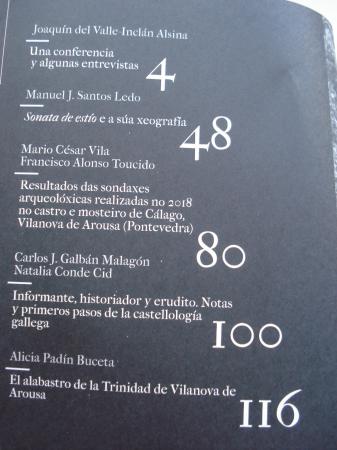 Joaquín del Valle-Inclán Alsina
Una conferencia
y algunas entrevistas
4
Manuel J. Santos Ledo
Sonata de estío e a súa xeografía
48
Mario César Vila
Francisco Alonso Toucido
Resultados das sondaxes
arqueolóxicas realizadas no 2018
no castro e mosteiro de Cálago,
Vilanova de Arousa (Pontevedra)
80
Carlos J. Galbán Malagón
Natalia Conde Cid
Informante, historiador y erudito. Notas
y primeros pasos de la castellología
gallega
100
Alicia Padín Buceta
El alabastro de la Trinidad de Vilanova de
Arousa
116